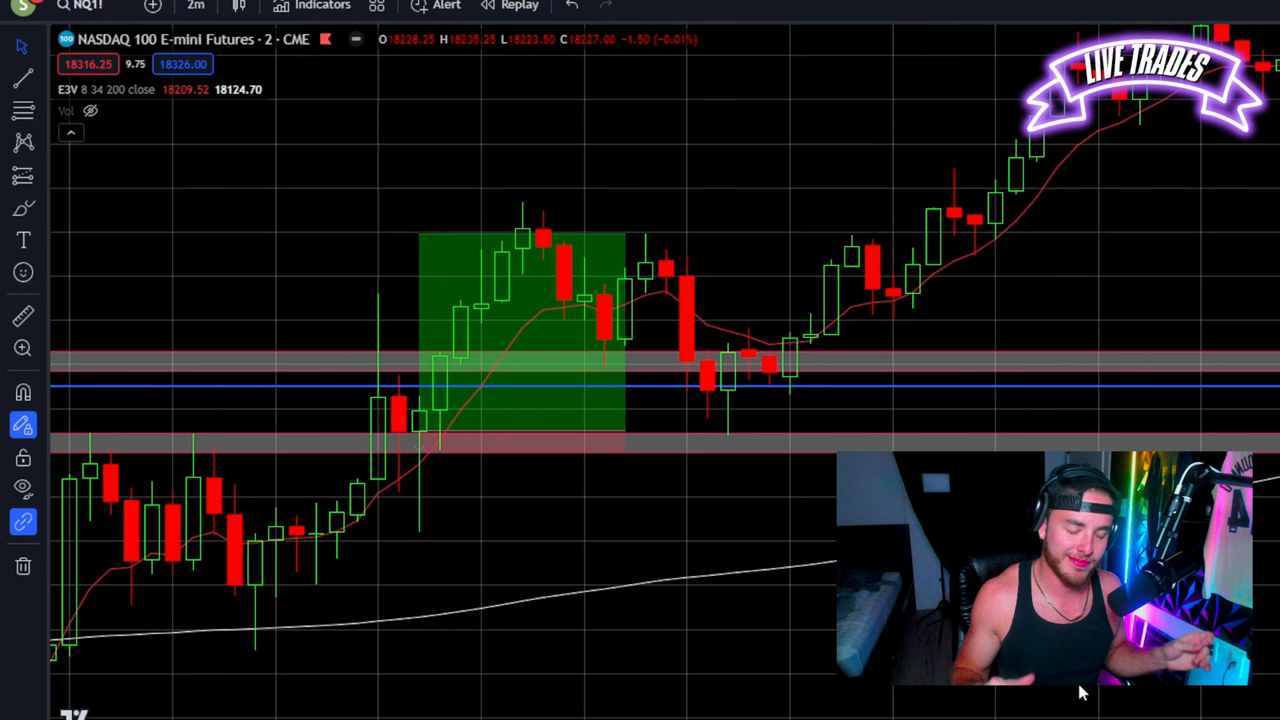 S NQ1! 2m Indicators Alert Replay
100 NASDAQ 100 E-mini Futures · 2 · CME O18228.25 H18235.25 L18223.50 C18227.00 -1.50 (-0.01%)
18316.25 9.75 18326.00
E3V 8 34 200 close 18209.52 18124.70
Vol
LIVE TRADES
T
4